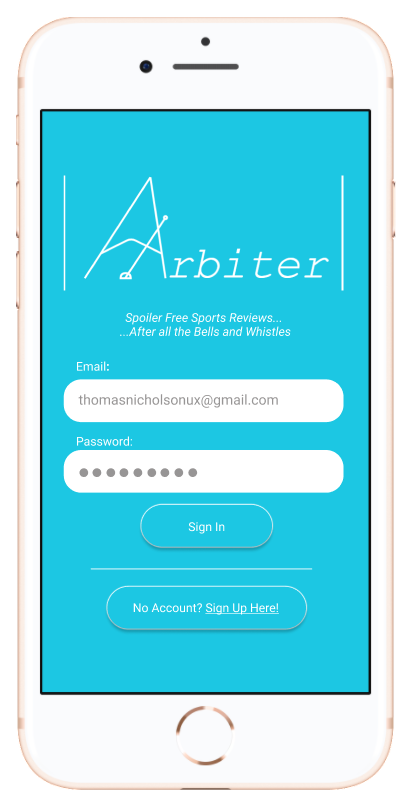 Arbiter
Spoiler Free Sports Reviews...
...After all the Bells and Whistles
Email:
thomasnicholsonux@gmail.com
Password:
Sign In
No Account? Sign Up Here!